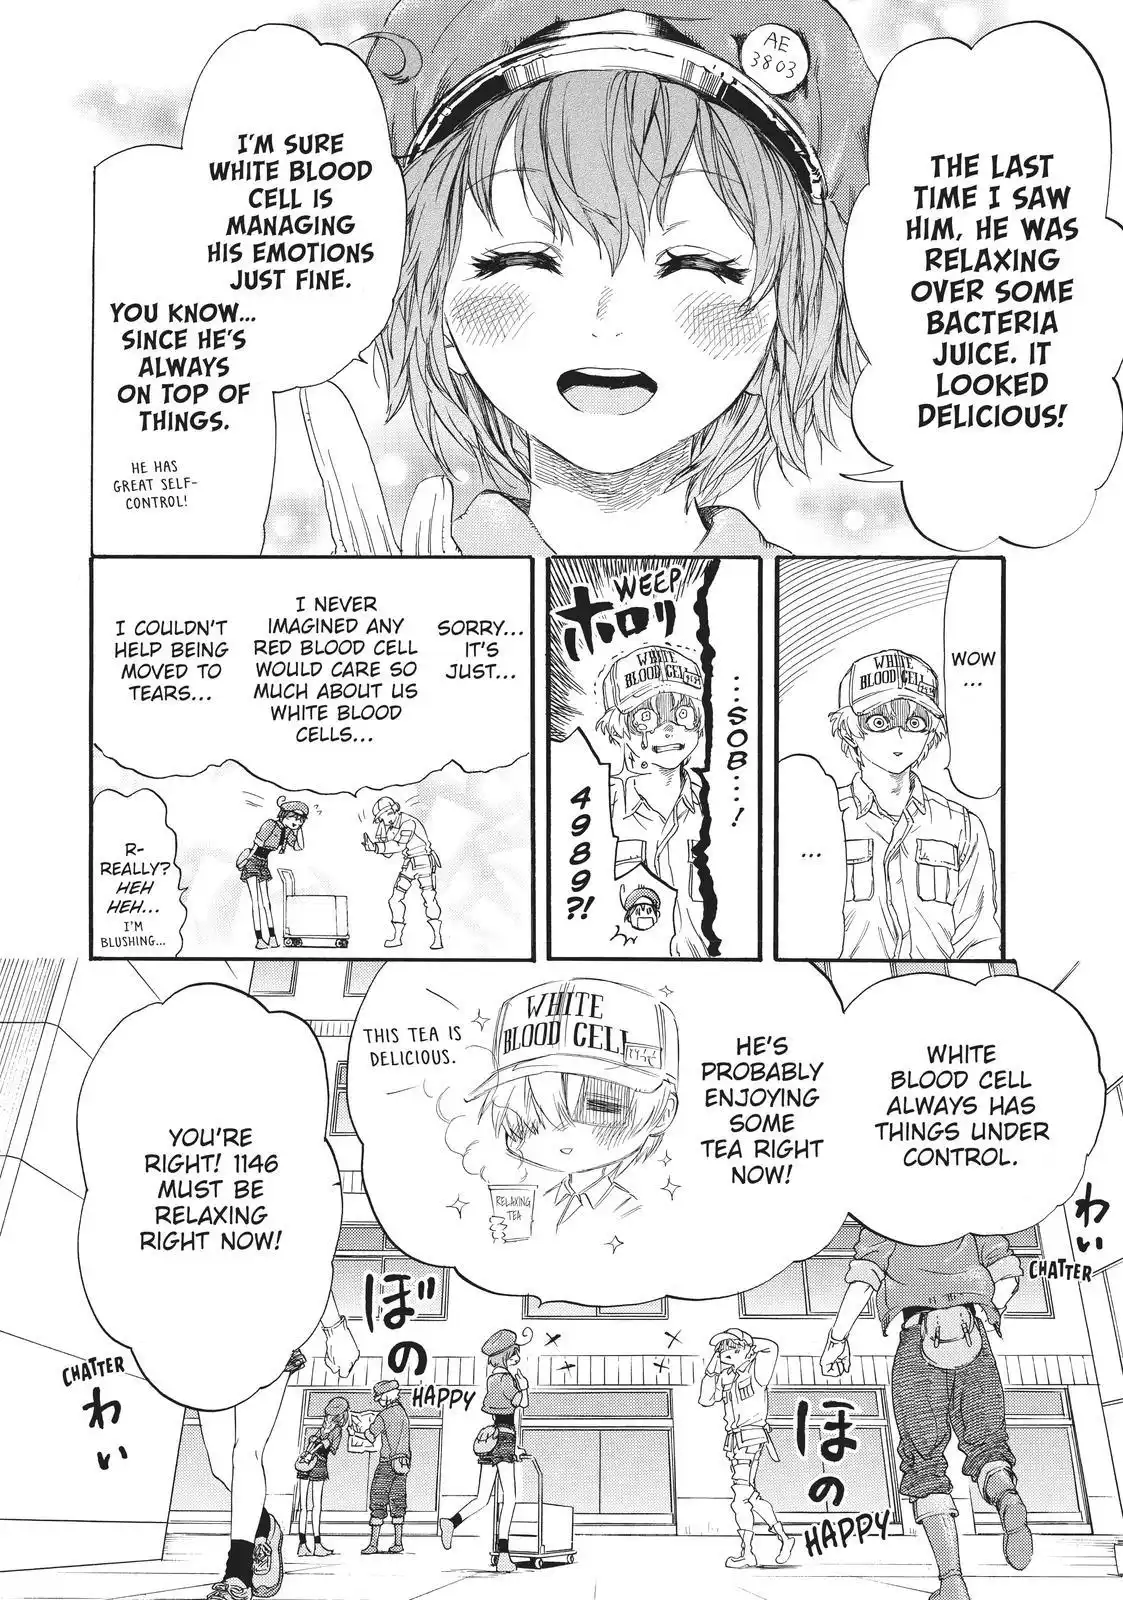 AE
3803
THE LAST
TIME I SAW
HIM, HE WAS
RELAXING
OVER SOME
BACTERIA
JUICE. IT
LOOKED
DELICIOUS!
I'M SURE
WHITE BLOOD
CELL IS
MANAGING
HIS EMOTIONS
JUST FINE.
YOU KNOW...
SINCE HE'S
ALWAYS
ON TOP OF
THINGS.
HE HAS
GREAT SELF-
CONTROL!
WOW
...
WHITE
BLOOD CELL
...
WEEP
ホロリ
WHITE
BLOOD CELL
...SOB...!
4989?!
SORRY...
IT'S
JUST...
I NEVER
IMAGINED ANY
RED BLOOD CELL
WOULD CARE SO
MUCH ABOUT US
WHITE BLOOD
CELLS...
I COULDN'T
HELP BEING
MOVED TO
TEARS...
R-
REALLY?
HEH
HEH...
I'M
BLUSHING...
WHITE
BLOOD CELL
ALWAYS HAS
THINGS UNDER
CONTROL.
HE'S
PROBABLY
ENJOYING
SOME
TEA RIGHT
NOW!
WHITE
BLOOD CELL
THIS TEA IS
DELICIOUS.
RELAXING
TEA
YOU'RE
RIGHT! 1146
MUST BE
RELAXING
RIGHT NOW!
わい
CHATTER
ぼの
HAPPY
ほの
HAPPY
CHATTER
わい